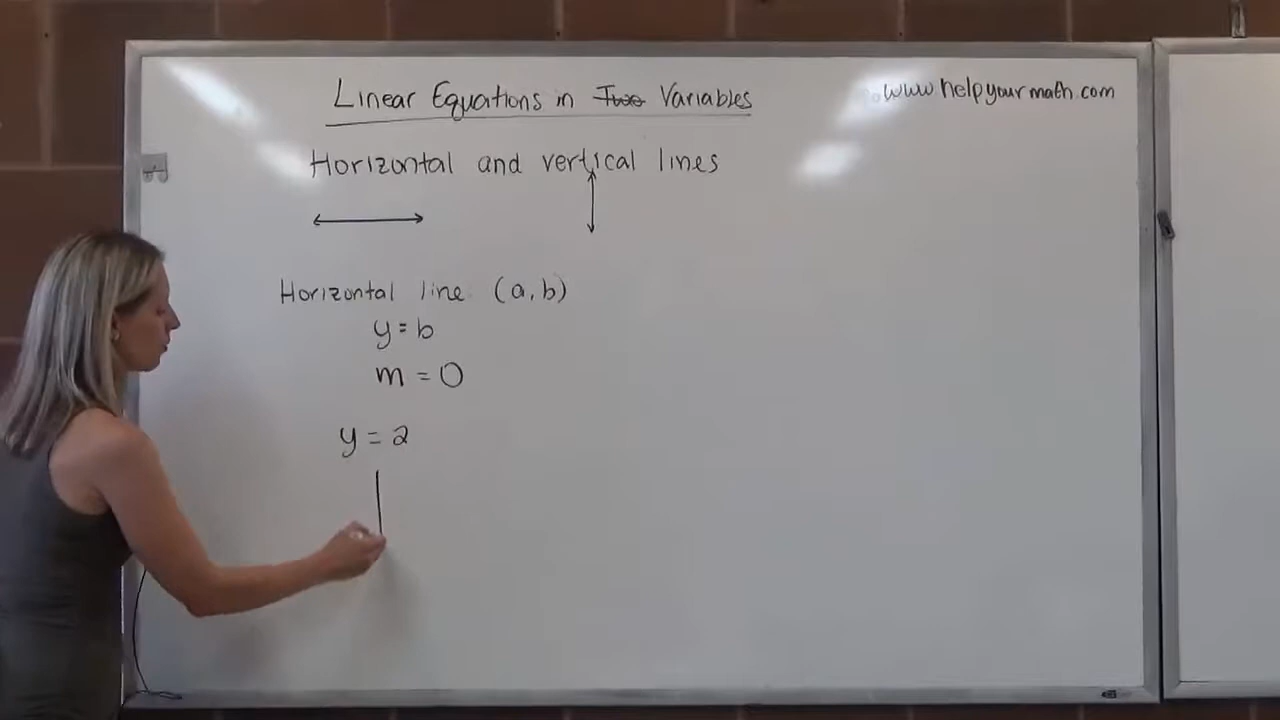 Linear Equations in Two Variables
www.helpyourmath.com
Horizontal and vertical lines
Horizontal line (a,b)
y = b
m = 0
y = 2